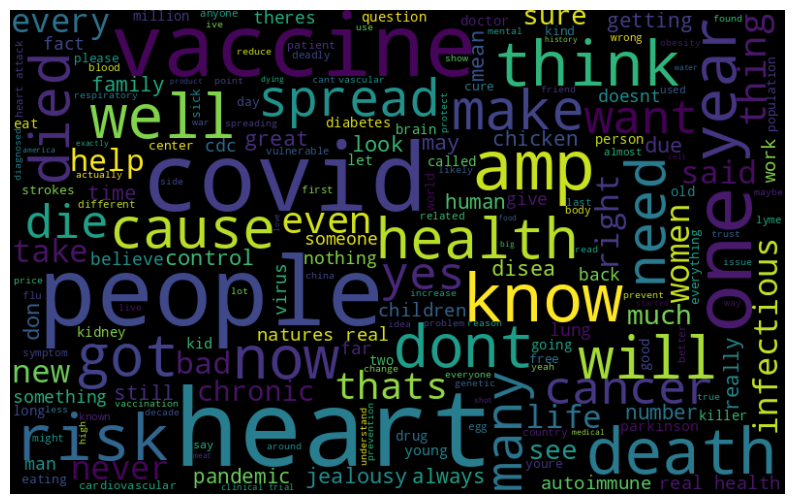 every million anyone theres question doctor sure getting
ive use
fact please vaccine patient deadly kind mean think year thing
reduce show mental history wrong obesity found
blood cure water
died well family spread cant vascular make want used population
respiratory product point dying friend
sick day war spreading diabetes brain protect doesnt
eat center cdc great look may chicken person due said work
diagnosed heart attack america exactly actually vulnerable let almost call maybe
help covid called amp need one
strokes time different side first likely human give right old lyme
world last women trust
die cause even related body everything issue
take believe control someone nothing health disea back read
love food big
people virus china children yes know much prevent way
don flu price lot increase
kidney natures real lung going really good better
live idea problem reason started
symptom got now kid far dont will infectious
new bad two change free everyone genetic yeah
something still chronic thats many cancer true
long less known vaccination decade shot
risk heart drug young egg life number killer parkinson
might high around understand prevention country medical
man say see youre death
never pandemic jealousy always autoimmune real health
eating cardiovascular meat clinical trial